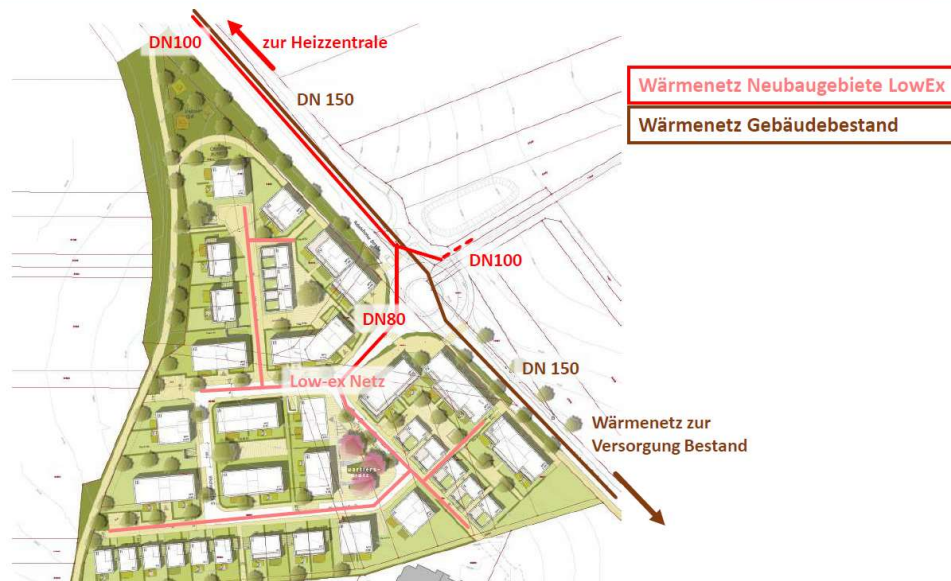 DN100
zur Heizzentrale
DN 150
Wärmenetz Neubaugebiete LowEx
Wärmenetz Gebäudebestand
DN100
DN80
DN 150
Low-ex Netz
Wärmenetz zur
Versorgung Bestand